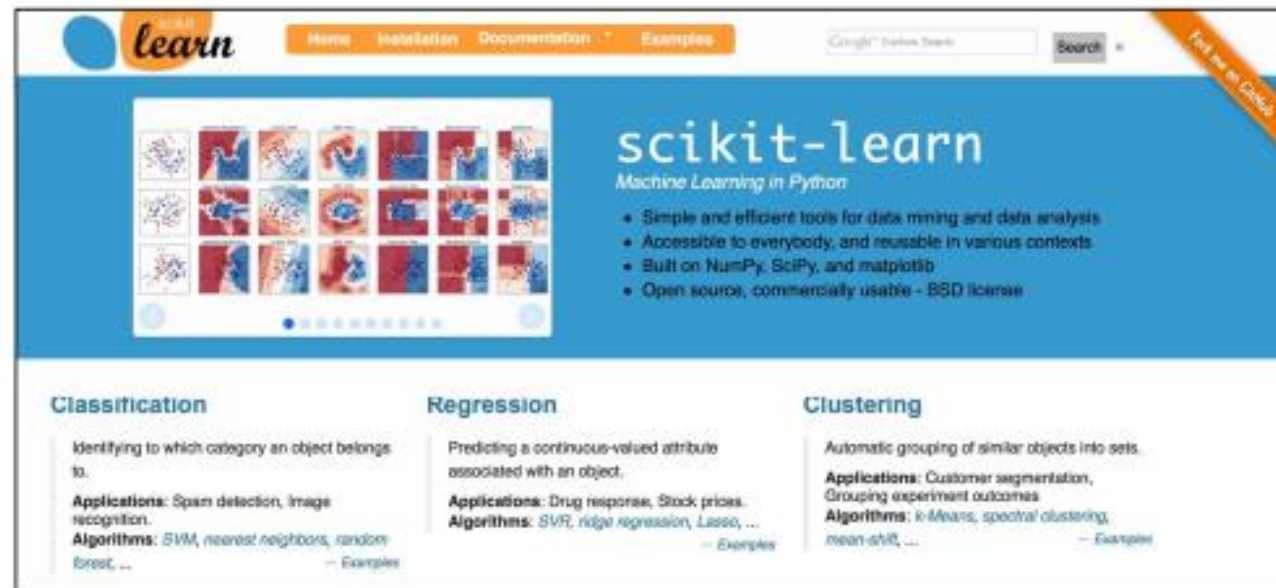 scikit
learn
Home Installation Documentation Examples
Google™ Custom Search
Search
Fork me on GitHub
scikit-learn
Machine Learning in Python
• Simple and efficient tools for data mining and data analysis
• Accessible to everybody, and reusable in various contexts
• Built on NumPy, SciPy, and matplotlib
• Open source, commercially usable - BSD license
Classification
Identifying to which category an object belongs
to.
Applications: Spam detection, Image
recognition.
Algorithms: SVM, nearest neighbors, random
forest, ... — Examples
Regression
Predicting a continuous-valued attribute
associated with an object.
Applications: Drug response, Stock prices.
Algorithms: SVR, ridge regression, Lasso, ...
— Examples
Clustering
Automatic grouping of similar objects into sets.
Applications: Customer segmentation,
Grouping experiment outcomes
Algorithms: k-Means, spectral clustering,
mean-shift, ... — Examples